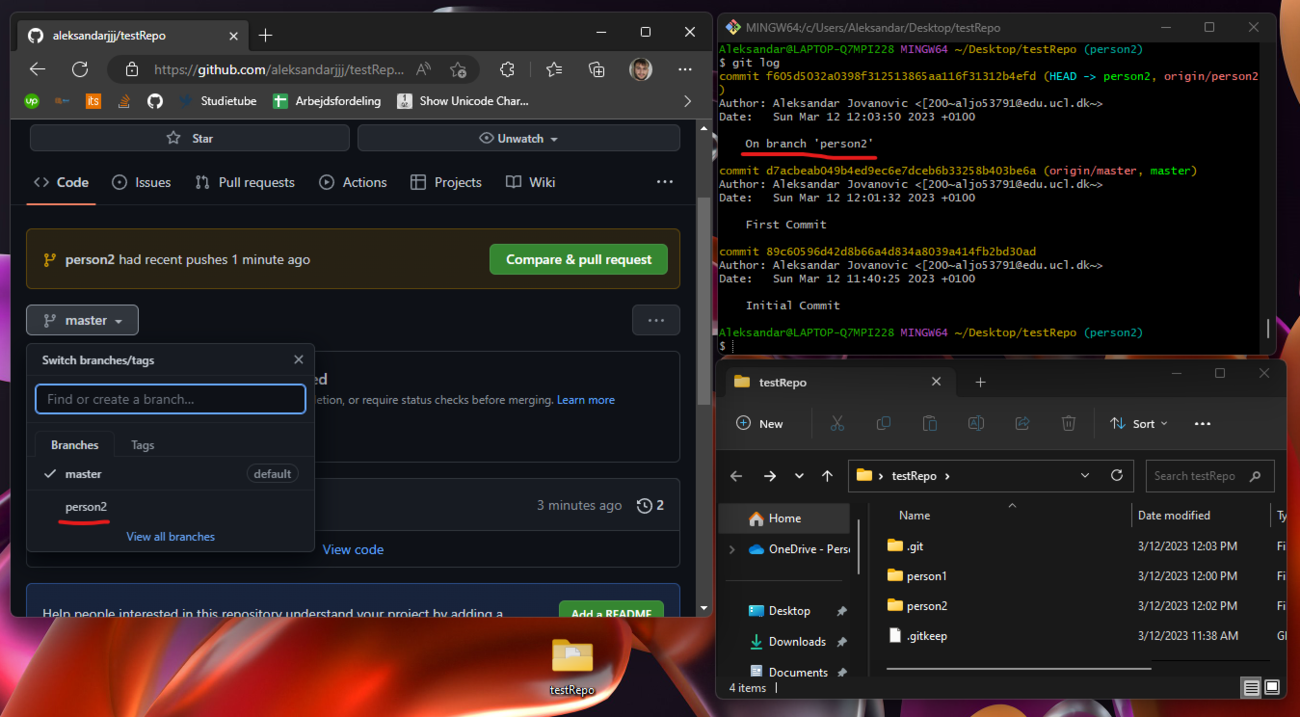 aleksandarjjj/testRepo
https://github.com/aleksandarjjj/testRep...
up
its
Studietube
Arbejdsfordeling
Show Unicode Char...
Star
Unwatch
Code
Issues
Pull requests
Actions
Projects
Wiki
person2 had recent pushes 1 minute ago
Compare & pull request
master
Switch branches/tags
Find or create a branch...
Branches
Tags
master
default
person2
View all branches
ed
etion, or require status checks before merging. Learn more
3 minutes ago
2
View code
Help people interested in this repository understand your project by adding a
Add a README
testRepo
MINGW64:/c/Users/Aleksandar/Desktop/testRepo
Aleksandar@LAPTOP-Q7MPI228 MINGW64 ~/Desktop/testRepo (person2)
$ git log
commit f605d5032a0398f312513865aa116f31312b4efd (HEAD -> person2, origin/person2
)
Author: Aleksandar Jovanovic <[200~aljo53791@edu.ucl.dk~>
Date:   Sun Mar 12 12:03:50 2023 +0100
On branch 'person2'
commit d7acbeab049b4ed9ec6e7dceb6b33258b403be6a (origin/master, master)
Author: Aleksandar Jovanovic <[200~aljo53791@edu.ucl.dk~>
Date:   Sun Mar 12 12:01:32 2023 +0100
First Commit
commit 89c60596d42d8b66a4d834a8039a414fb2bd30ad
Author: Aleksandar Jovanovic <[200~aljo53791@edu.ucl.dk~>
Date:   Sun Mar 12 11:40:25 2023 +0100
Initial Commit
Aleksandar@LAPTOP-Q7MPI228 MINGW64 ~/Desktop/testRepo (person2)
$
testRepo
New
Sort
testRepo
Search testRepo
Home
OneDrive - Perso
Desktop
Downloads
Documents
Name
Date modified
Ty
.git
3/12/2023 12:03 PM
Fi
person1
3/12/2023 12:00 PM
Fi
person2
3/12/2023 12:02 PM
Fi
.gitkeep
3/12/2023 11:38 AM
GI
4 items